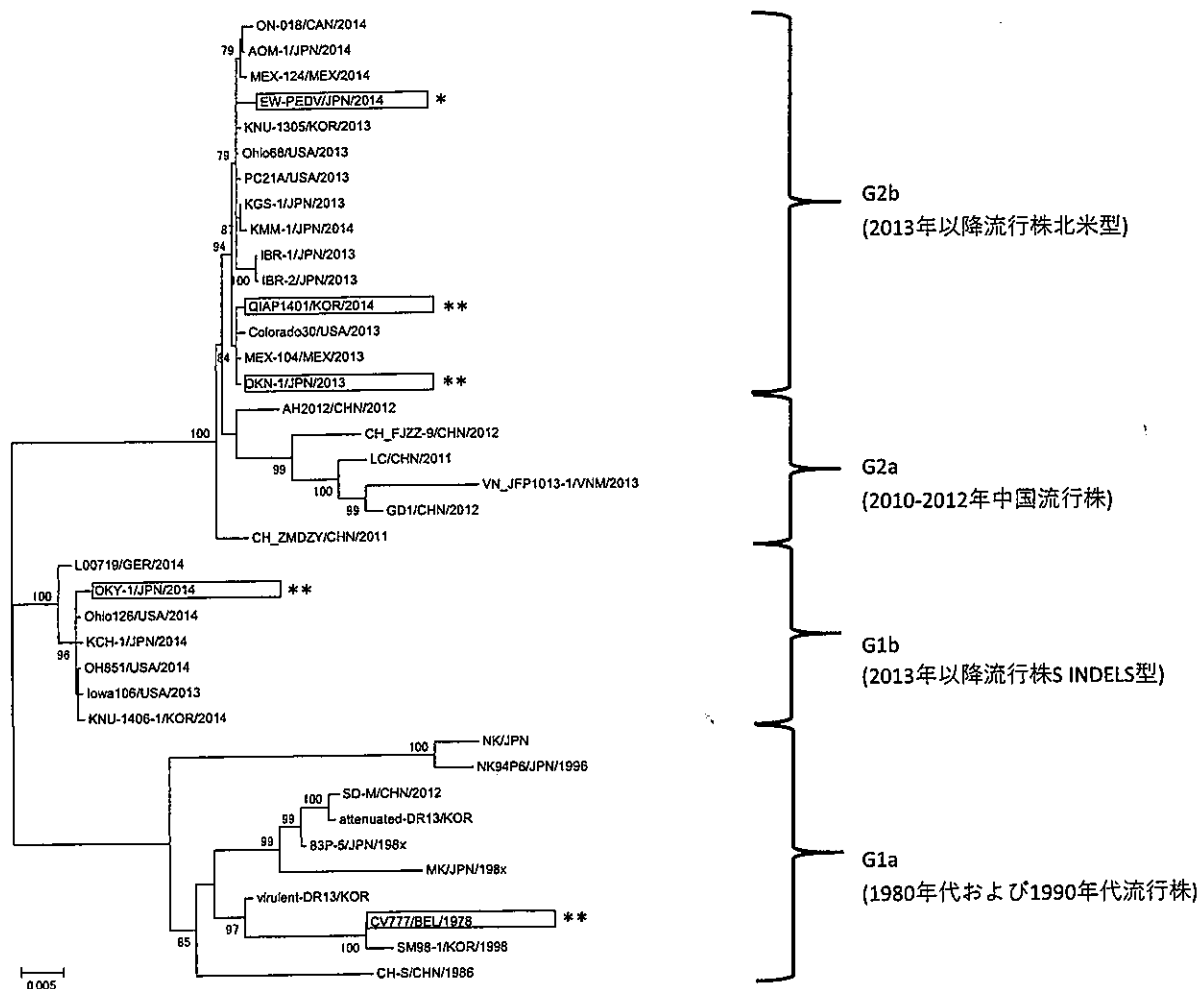 ON-018/CAN/2014
79
AOM-1/JPN/2014
MEX-124/MEX/2014
EW-PEDV/JPN/2014 *
KNU-1305/KOR/2013
79
Ohio68/USA/2013
PC21A/USA/2013
KGS-1/JPN/2013
81
KMM-1/JPN/2014
94
IBR-1/JPN/2013
100
IBR-2/JPN/2013
QIAP1401/KOR/2014 **
Colorado30/USA/2013
84
MEX-104/MEX/2013
OKN-1/JPN/2013 **
G2b
(2013年以降流行株北米型)
AH2012/CHN/2012
100
CH_FJZZ-9/CHN/2012
99
LC/CHN/2011
100
VN_JFP1013-1/VNM/2013
99
GD1/CHN/2012
CH_ZMDZY/CHN/2011
G2a
(2010-2012年中国流行株)
L00719/GER/2014
OKY-1/JPN/2014 **
100
Ohio126/USA/2014
KCH-1/JPN/2014
96
OH851/USA/2014
Iowa106/USA/2013
KNU-1406-1/KOR/2014
G1b
(2013年以降流行株S INDELS型)
NK/JPN
100
NK94P6/JPN/1996
SD-M/CHN/2012
100
attenuated-DR13/KOR
99
83P-5/JPN/198x
99
MK/JPN/198x
virulent-DR13/KOR
97
CV777/BEL/1978 **
100
SM98-1/KOR/1998
85
CH-S/CHN/1986
G1a
(1980年代および1990年代流行株)
0.005